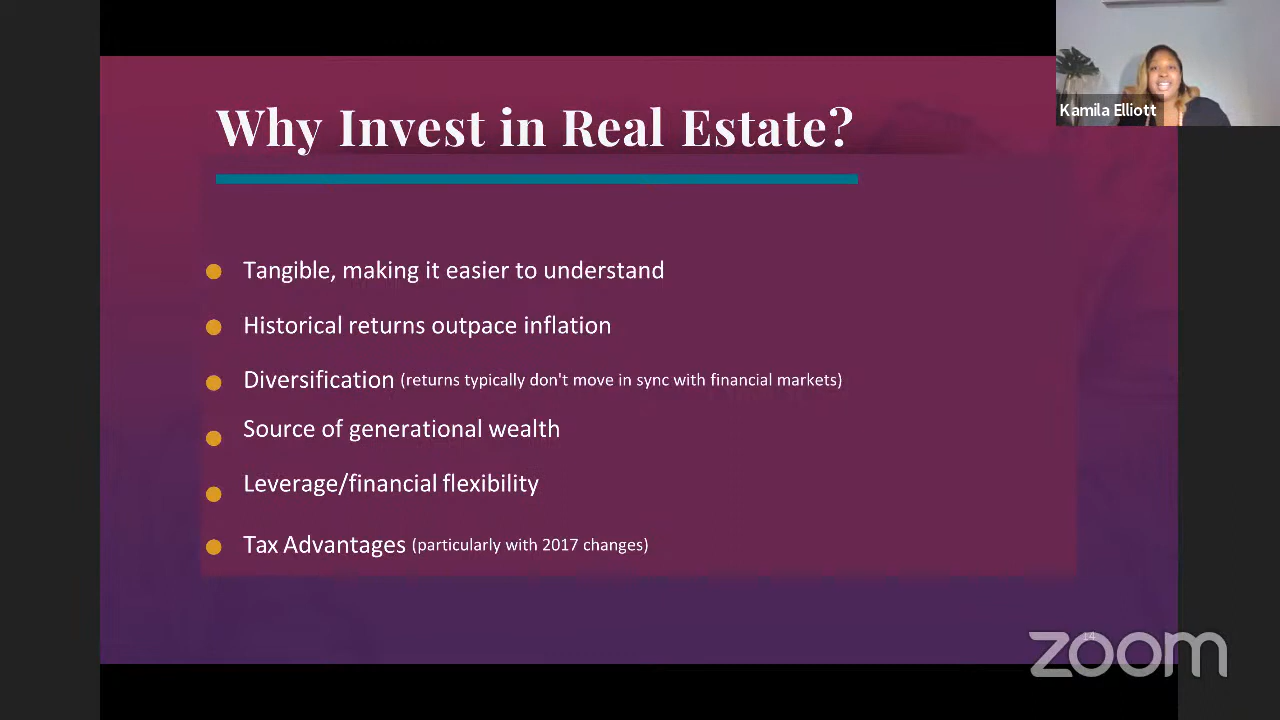 Kamila Elliott
Why Invest in Real Estate?
Tangible, making it easier to understand
Historical returns outpace inflation
Diversification (returns typically don't move in sync with financial markets)
Source of generational wealth
Leverage/financial flexibility
Tax Advantages (particularly with 2017 changes)
14
zoom